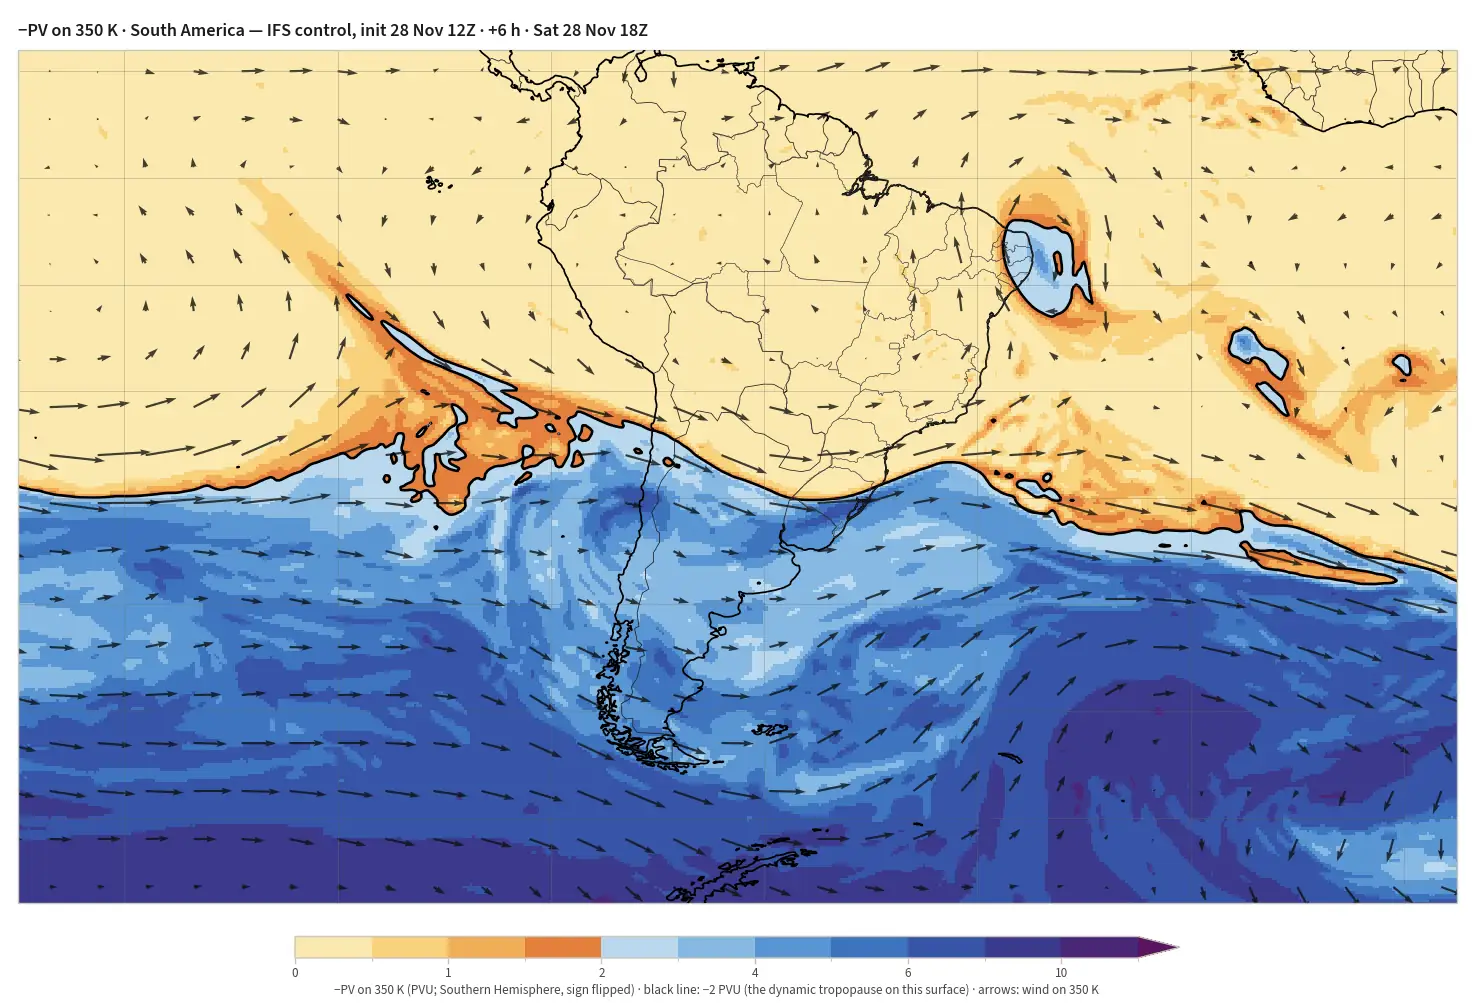 −PV on 350 K · South America — IFS control, init 28 Nov 12Z · +6 h · Sat 28 Nov 18Z
0 1 2 4 6 10
−PV on 350 K (PVU; Southern Hemisphere, sign flipped) · black line: −2 PVU (the dynamic tropopause on this surface) · arrows: wind on 350 K